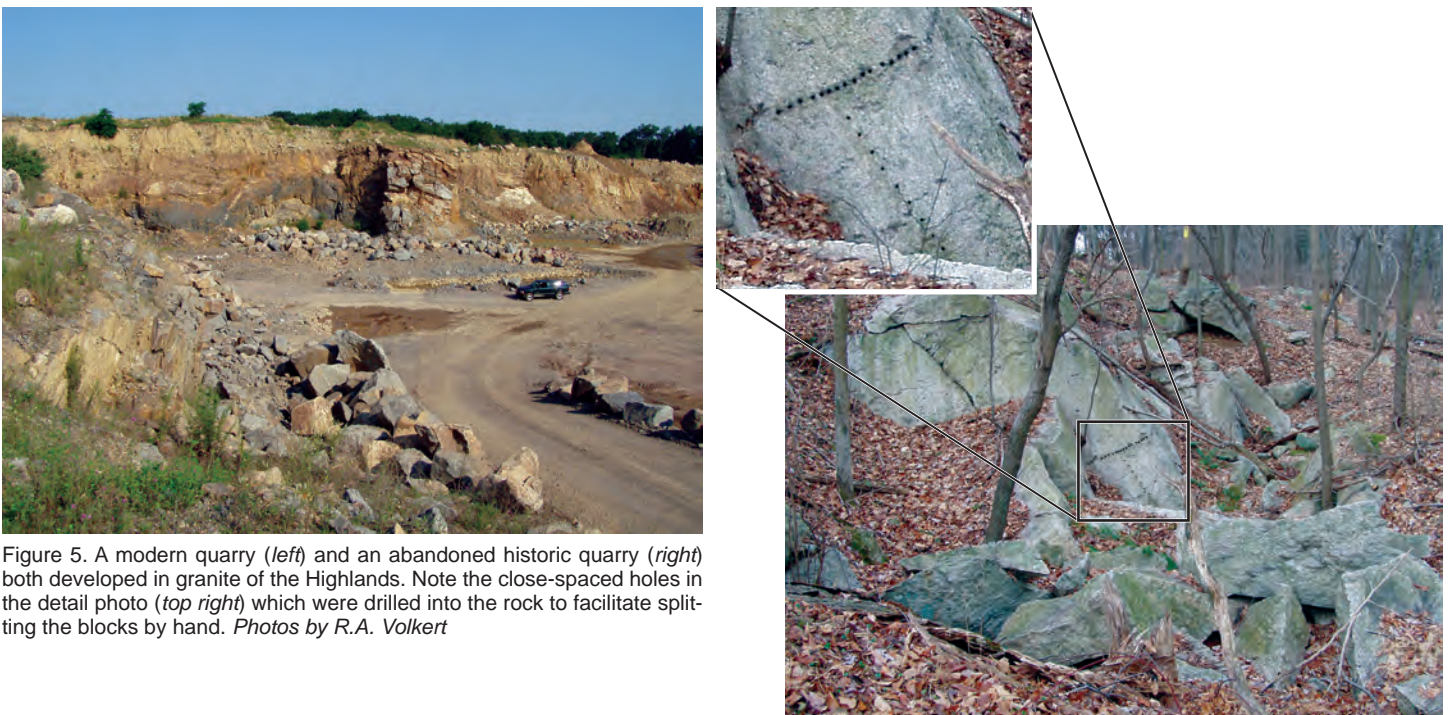 Figure 5. A modern quarry (left) and an abandoned historic quarry (right)
both developed in granite of the Highlands. Note the close-spaced holes in
the detail photo (top right) which were drilled into the rock to facilitate split-
ting the blocks by hand. Photos by R.A. Volkert